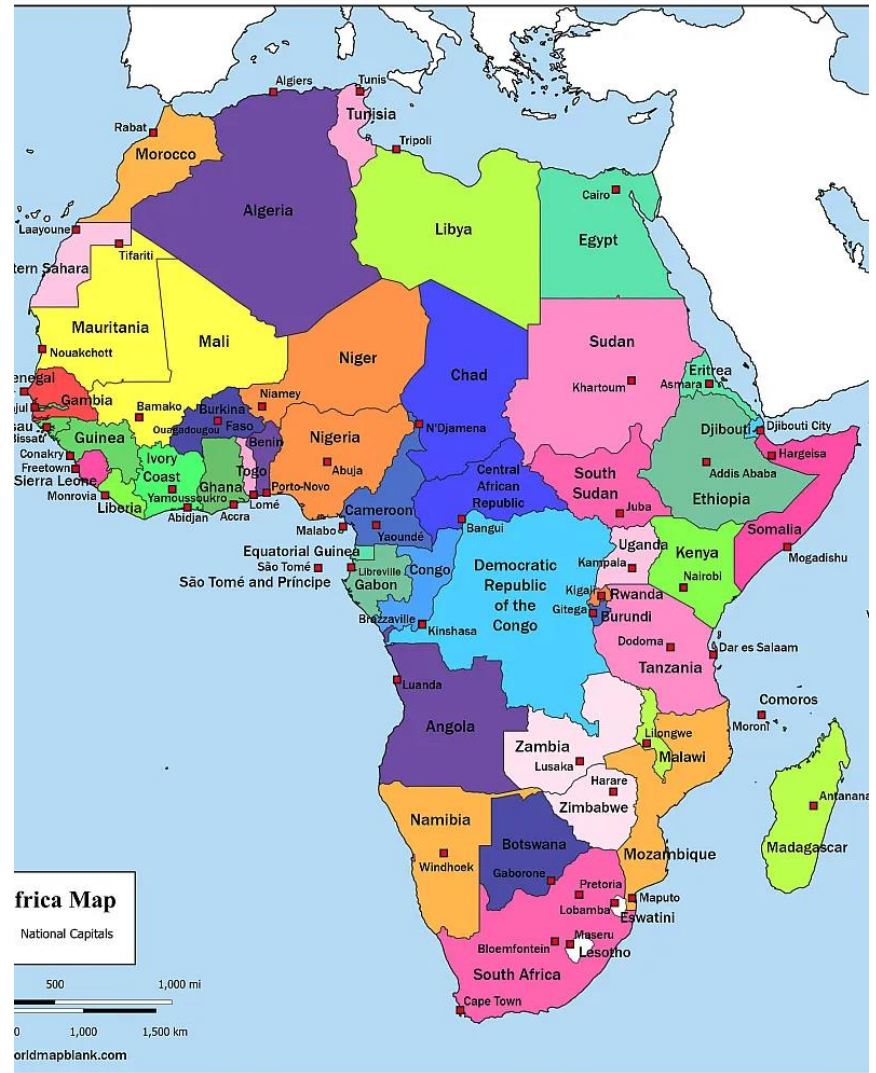 Algiers
Tunis
Tunisia
Rabat
Morocco
Tripoli
Algeria
Libya
Cairo
Egypt
Laayoune
Tifariti
tern Sahara
Mauritania
Mali
Nouakchott
Niger
Chad
Sudan
Khartoum
Eritrea
Asmara
enegal
Gambia
jul
Bamako
Niamey
Burkina
Faso
Ouagadougou
N'Djamena
Djibouti
Djibouti City
sau
Bissat
Guinea
Nigeria
Benin
Hargeisa
Conakry
Freetown
Sierra Leone
Ivory
Coast
Ghana
Togo
Abuja
Central
African
Republic
South
Sudan
Addis Ababa
Ethiopia
Monrovia
Liberia
Yamoussoukro
Abidjan
Accra
Lomé
Porto-Novo
Cameroon
Malabo
Yaoundé
Bangui
Juba
Somalia
Mogadishu
Equatorial Guinea
São Tomé
São Tomé and Príncipe
Libreville
Gabon
Congo
Democratic
Republic
of the
Congo
Uganda
Kampala
Kenya
Nairobi
Kigaji
Rwanda
Gitega
Burundi
Brazzaville
Kinshasa
Dodoma
Dar es Salaam
Tanzania
Luanda
Angola
Comoros
Moroni
Zambia
Lusaka
Lilongwe
Malawi
Harare
Zimbabwe
Antanana
Madagascar
Namibia
Windhoek
Botswana
Gaborone
Mozambique
Pretoria
Lobamba
Maputo
Eswatini
Maseru
Bloemfontein
Lesotho
South Africa
Cape Town
frica Map
National Capitals
500 1,000 mi
0 1,000 1,500 km
orldmapblank.com